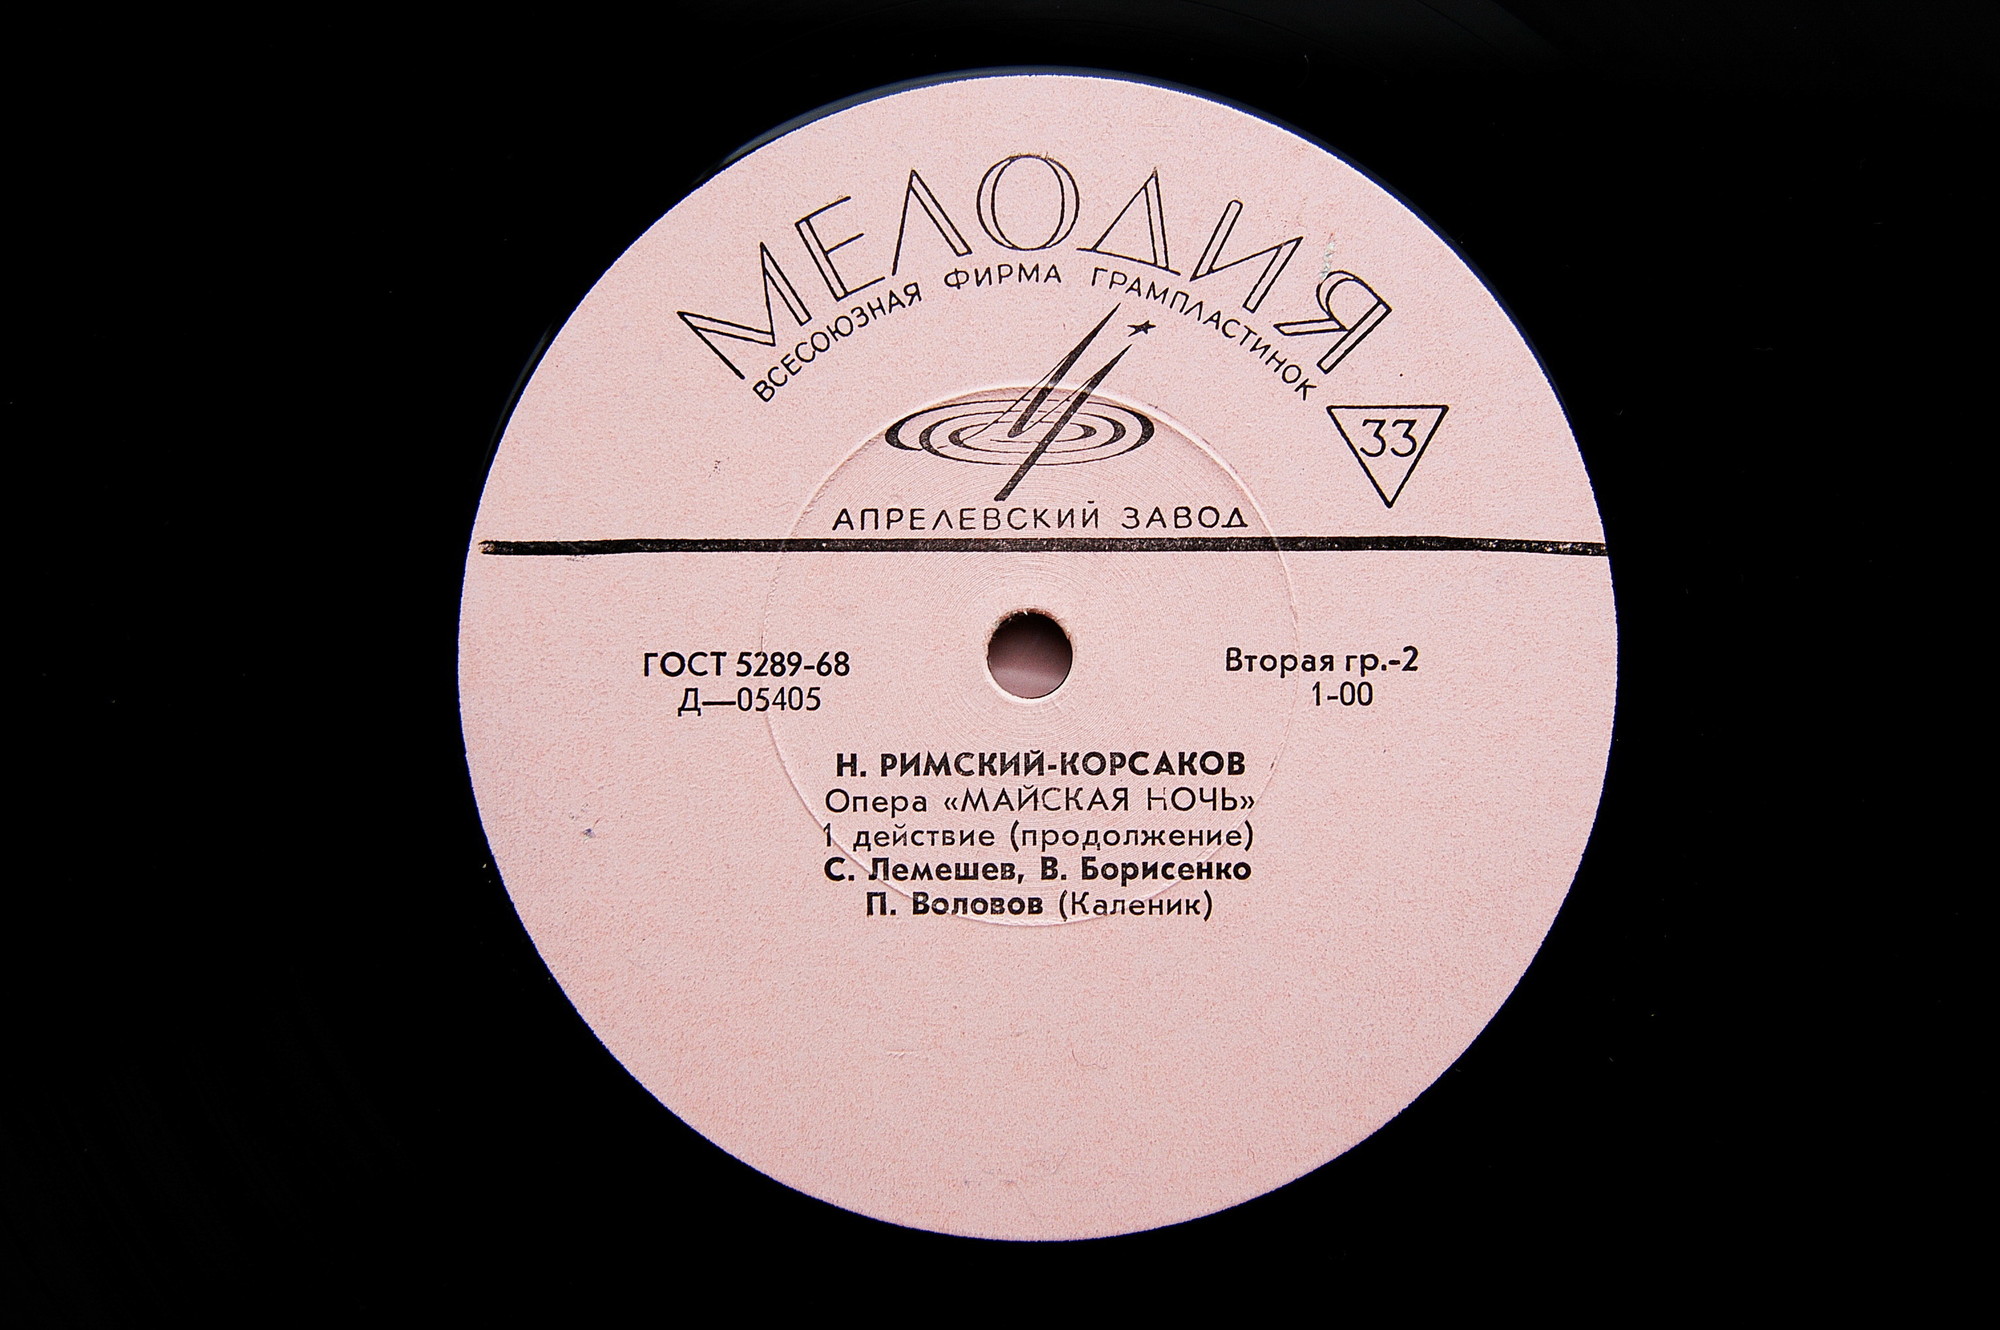 МЕЛОДИЯ
ВСЕСОЮЗНАЯ ФИРМА ГРАМПЛАСТИНОК
33
АПРЕЛЕВСКИЙ ЗАВОД
ГОСТ 5289-68
Д—05405
Вторая гр.-2
1-00
Н. РИМСКИЙ-КОРСАКОВ
Опера «МАЙСКАЯ НОЧЬ»
1 действие (продолжение)
С. Лемешев, В. Борисенко
П. Воловов (Каленик)